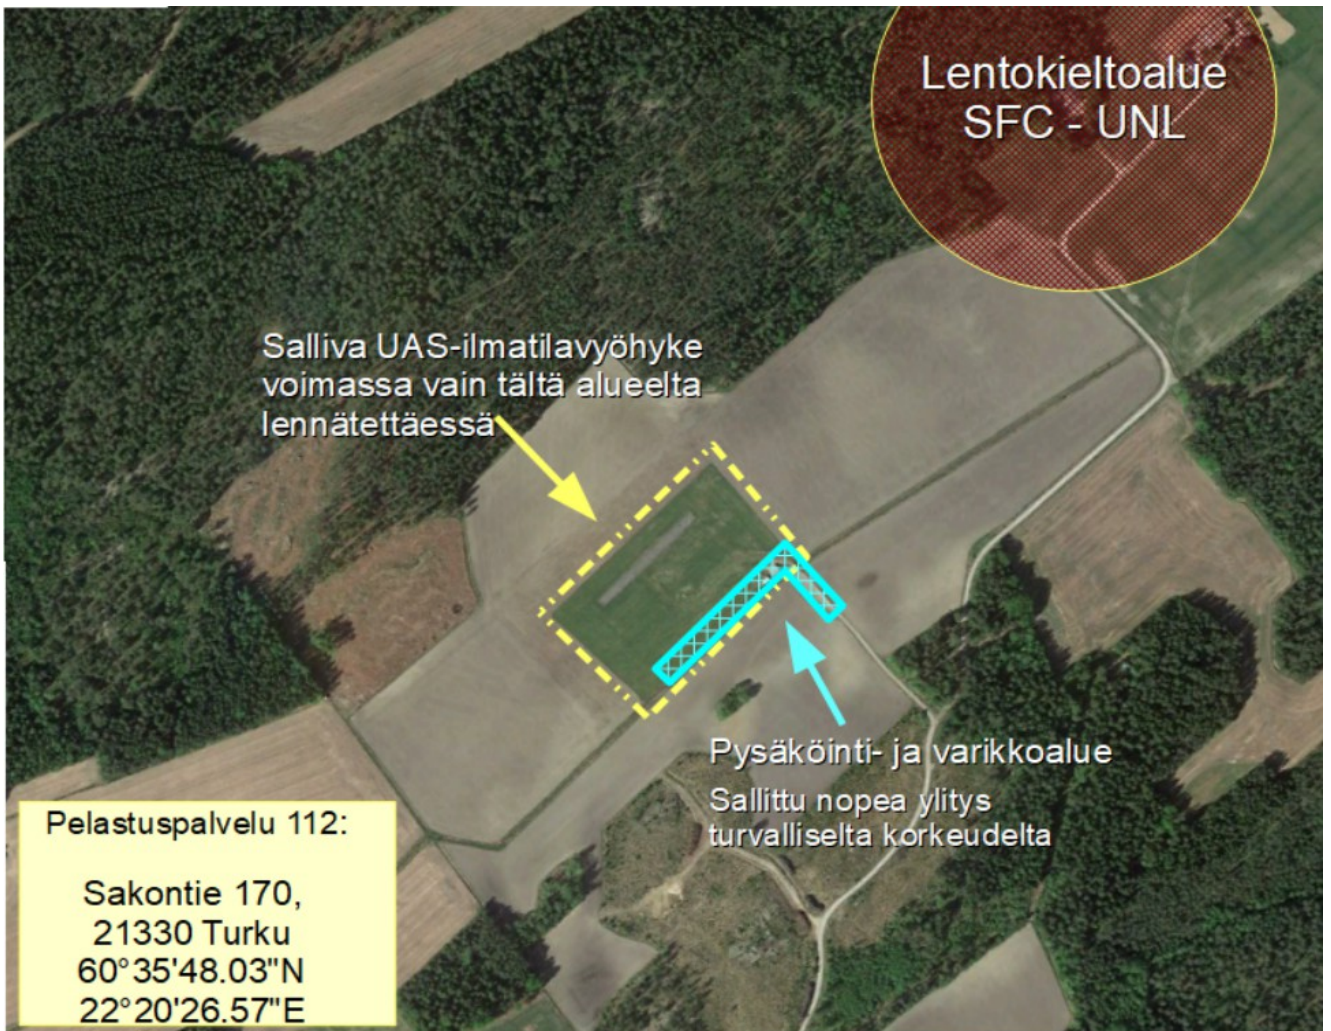 Lentokieltoalue
SFC - UNL
Salliva UAS-ilmatilavyöhyke
voimassa vain tältä alueelta
lennätettäessä
Pysäköinti- ja varikkoalue
Sallittu nopea ylitys
turvalliselta korkeudelta
Pelastuspalvelu 112:
Sakontie 170,
21330 Turku
60°35'48.03"N
22°20'26.57"E